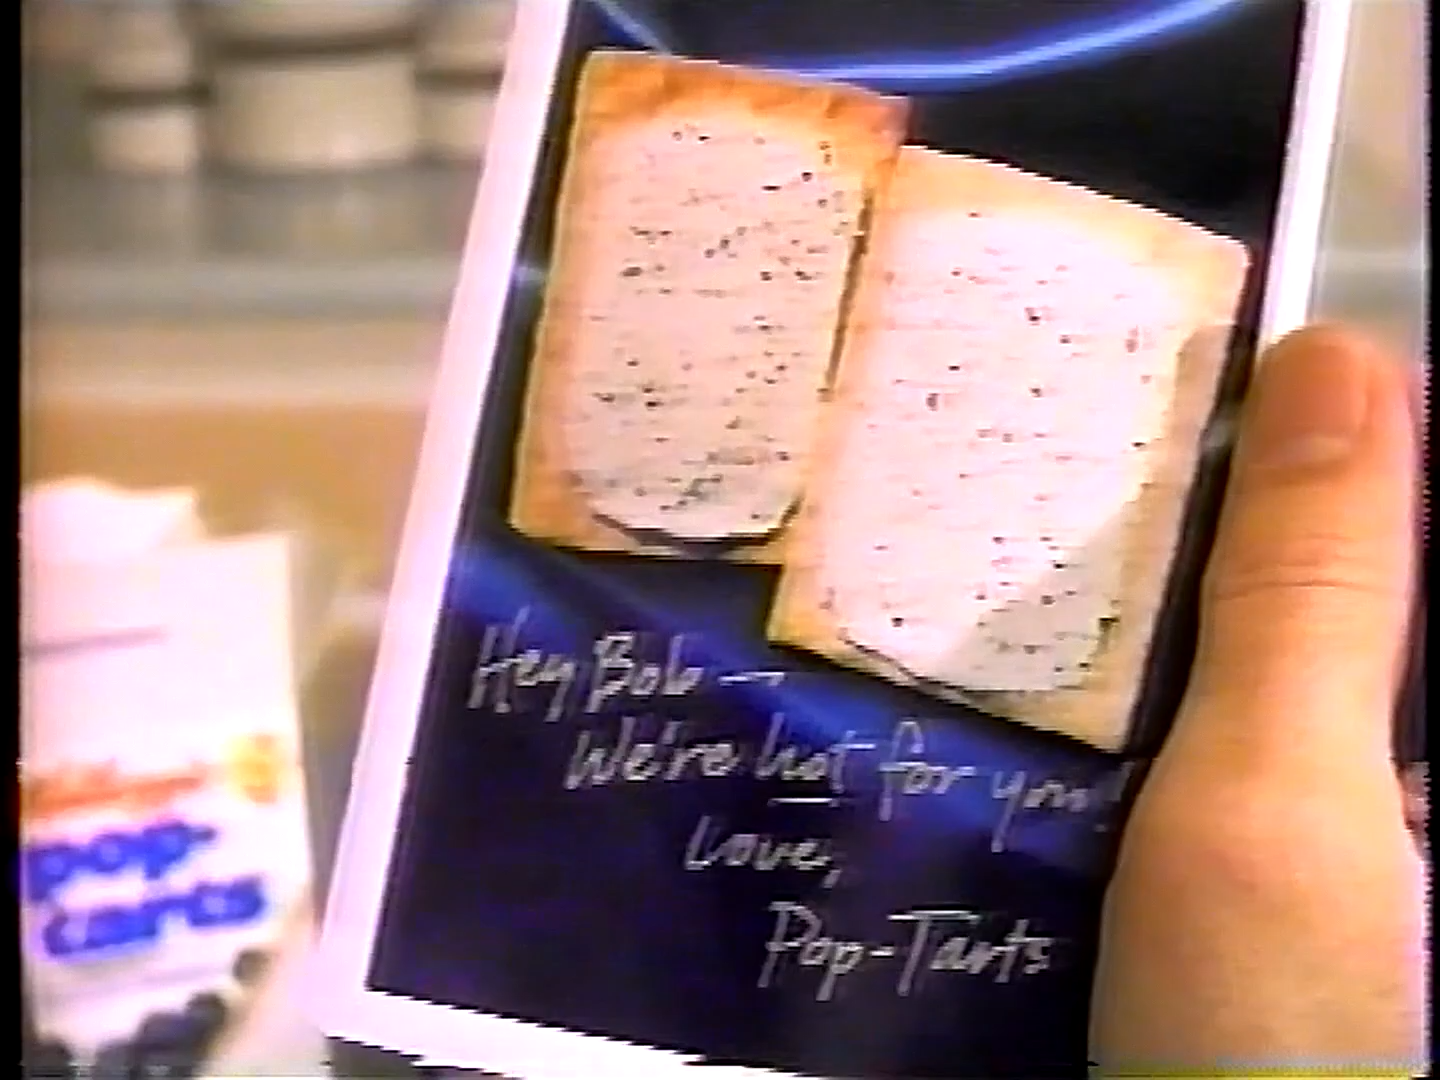 Hey Bob —
We're hot for you!
Love,
Pop-Tarts
pop-
tarts